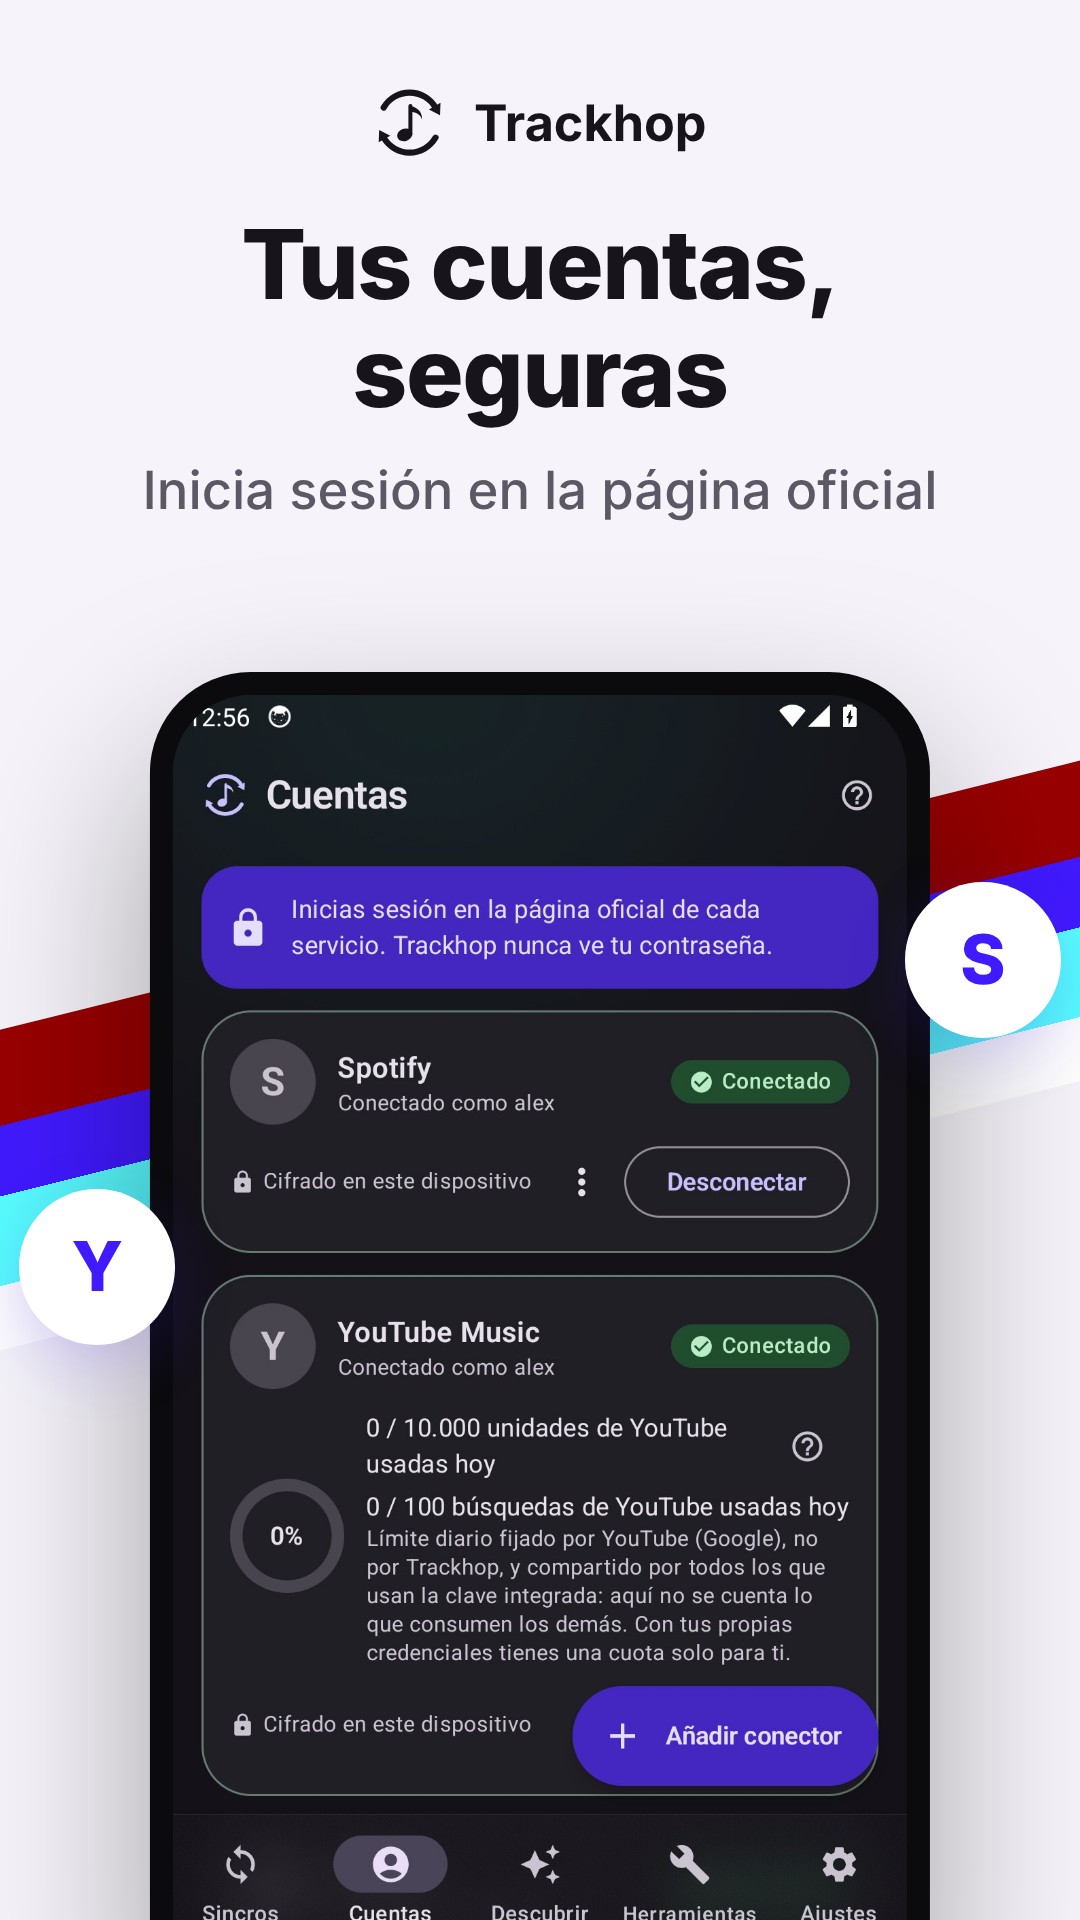 Trackhop
Tus cuentas,
seguras
Inicia sesión en la página oficial
12:56
Cuentas
Inicias sesión en la página oficial de cada
servicio. Trackhop nunca ve tu contraseña.
S
S
Spotify
Conectado como alex
Conectado
Cifrado en este dispositivo
Desconectar
Y
Y
YouTube Music
Conectado como alex
Conectado
0 / 10.000 unidades de YouTube
usadas hoy
0 / 100 búsquedas de YouTube usadas hoy
0%
Límite diario fijado por YouTube (Google), no
por Trackhop, y compartido por todos los que
usan la clave integrada: aquí no se cuenta lo
que consumen los demás. Con tus propias
credenciales tienes una cuota solo para ti.
Cifrado en este dispositivo
Añadir conector
Sincros
Cuentas
Descubrir
Herramientas
Ajustes